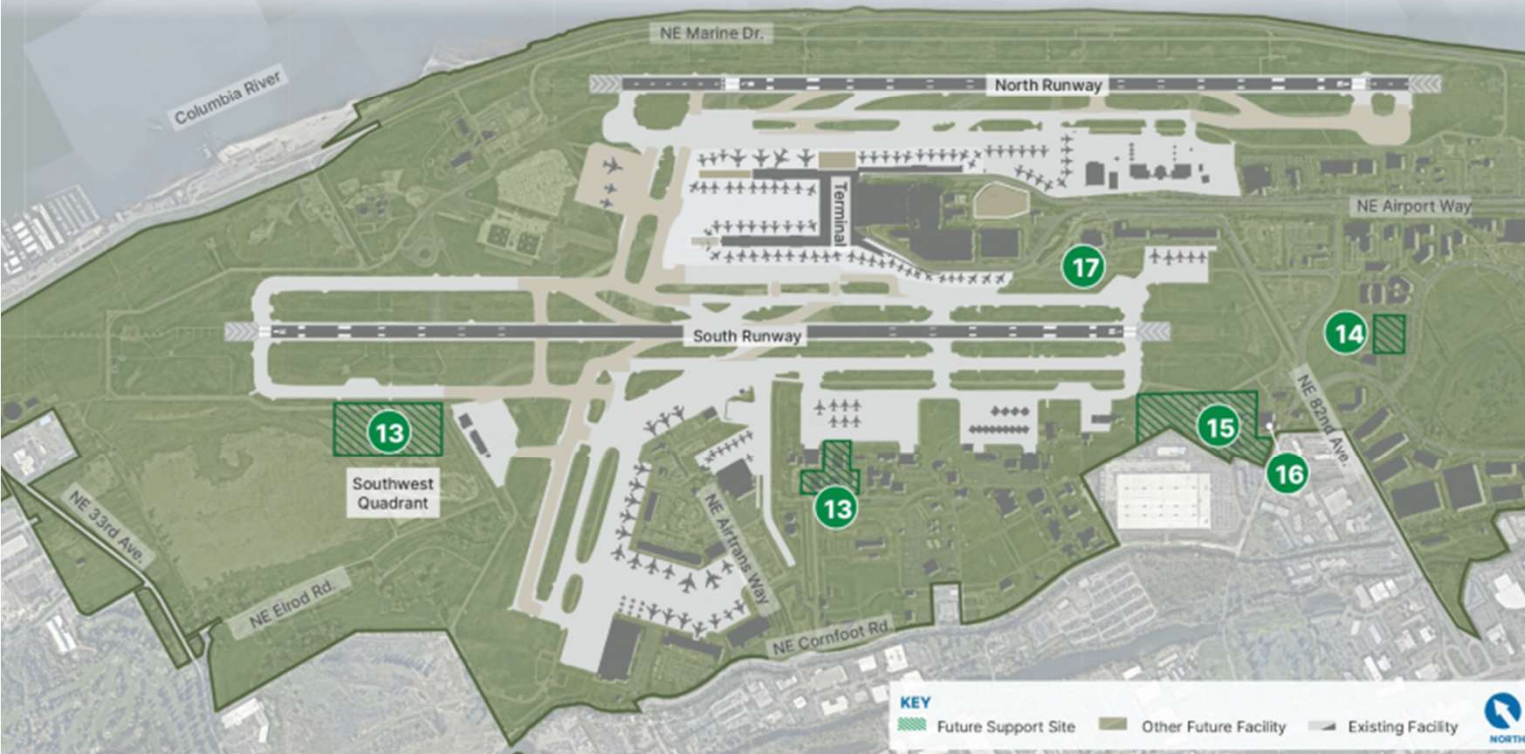 NE Marine Dr.
Columbia River
North Runway
Terminal
NE Airport Way
17
South Runway
14
13
15
NE 82nd Ave.
16
Southwest
Quadrant
13
NE 33rd Ave.
NE Airtrans Way
NE Elrod Rd.
NE Cornfoot Rd.
KEY
Future Support Site
Other Future Facility
Existing Facility
NORTH